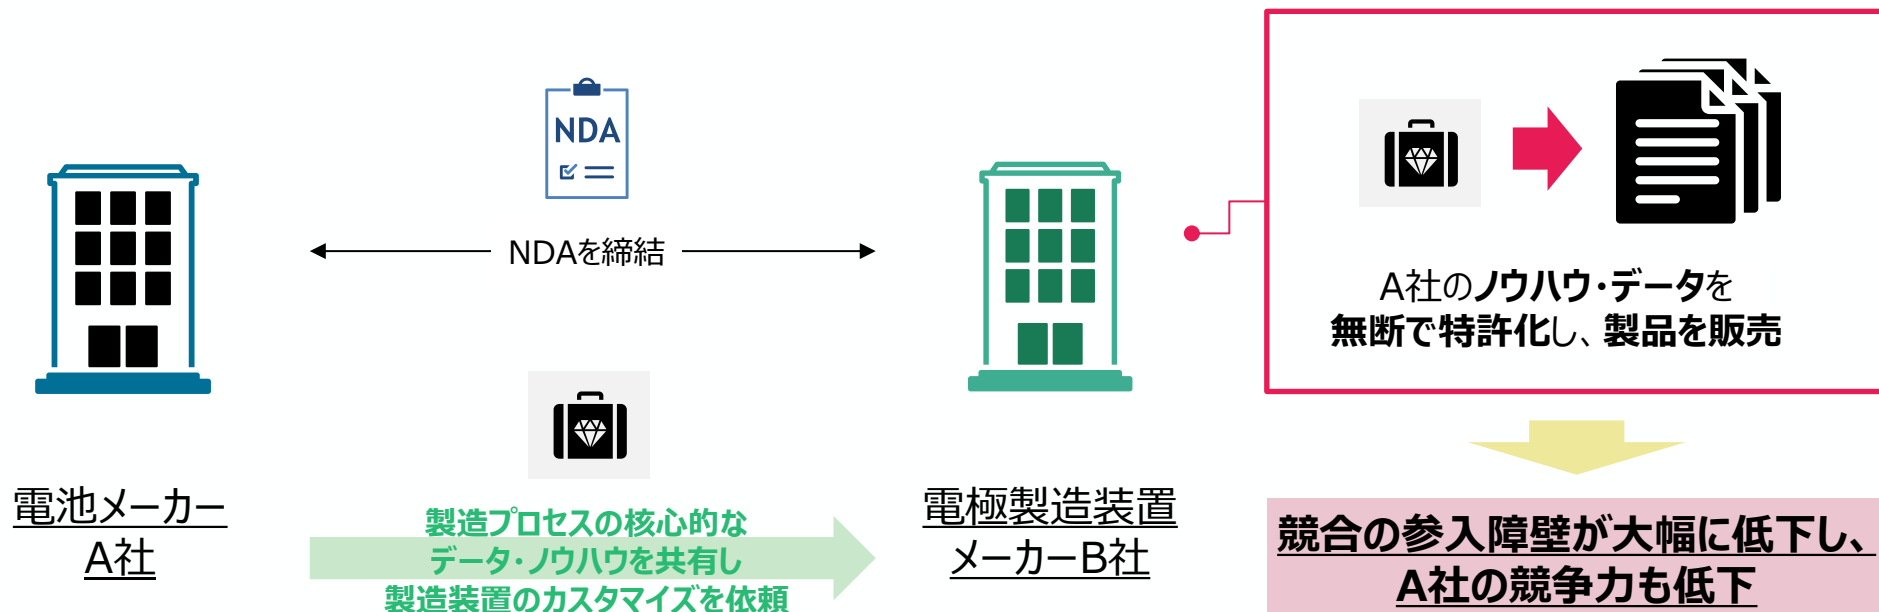 NDA
NDAを締結
電池メーカー
A社
製造プロセスの核心的な
データ・ノウハウを共有し
製造装置のカスタマイズを依頼
電極製造装置
メーカーB社
A社のノウハウ・データを
無断で特許化し、製品を販売
競合の参入障壁が大幅に低下し、
A社の競争力も低下